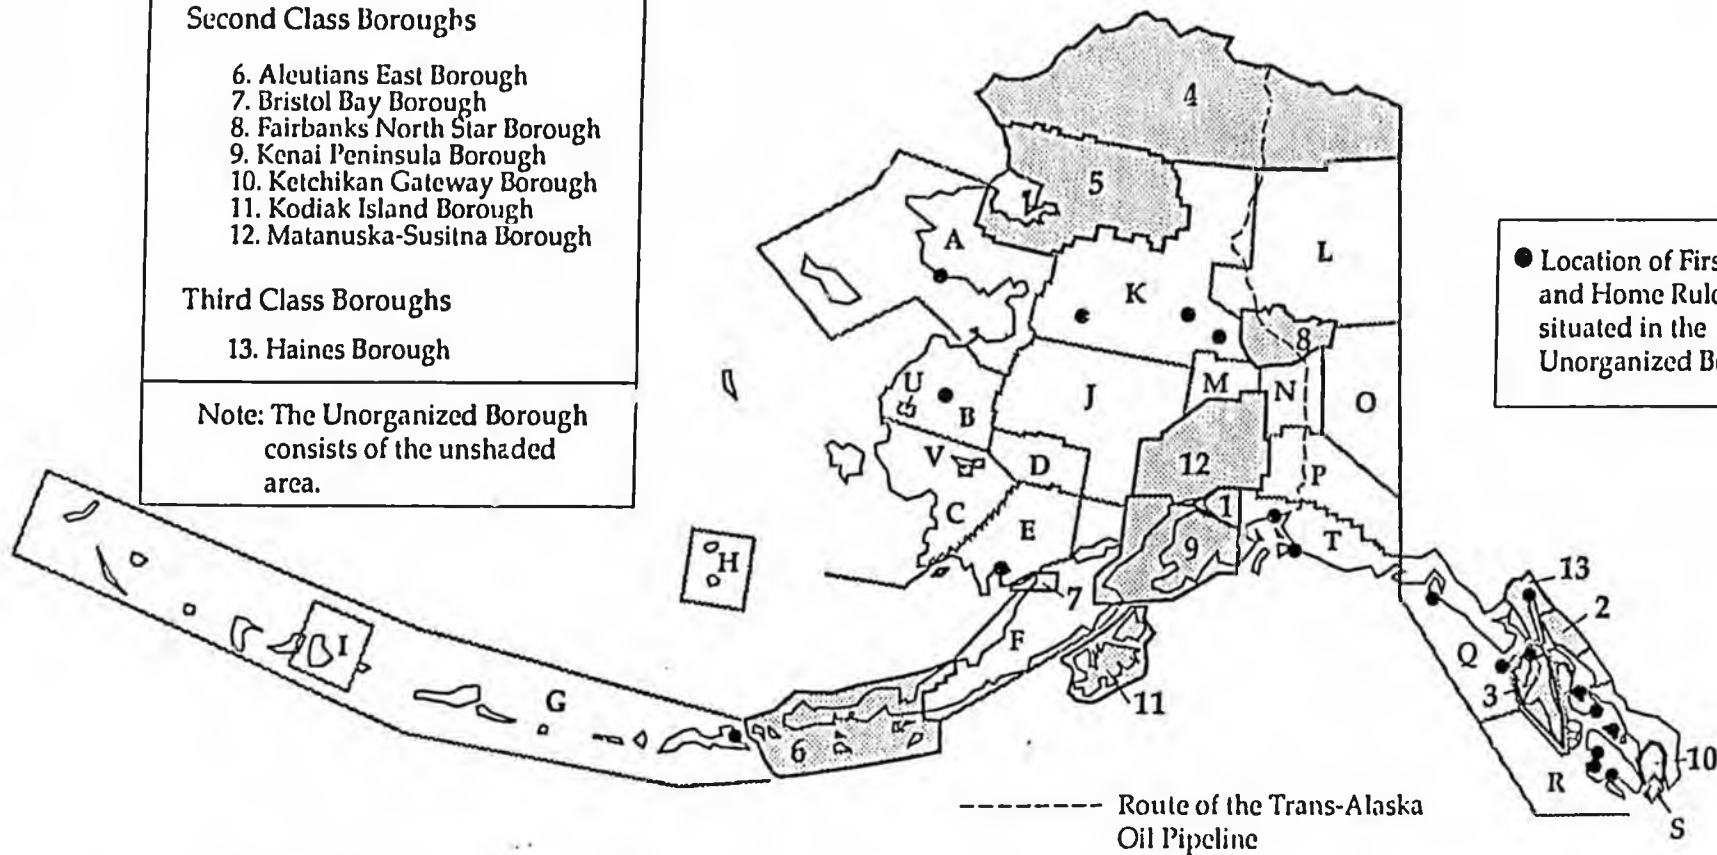 Second Class Boroughs
6. Aleutians East Borough
7. Bristol Bay Borough
8. Fairbanks North Star Borough
9. Kenai Peninsula Borough
10. Ketchikan Gateway Borough
11. Kodiak Island Borough
12. Matanuska-Susitna Borough
Third Class Boroughs
13. Haines Borough
Note: The Unorganized Borough
consists of the unshaded
area.
4
5
A
L
K
Location of Firs
and Home Rule
situated in the
Unorganized B
8
U
B
J
M
N
O
V
D
12
P
C
E
1
T
H
9
7
13
2
I
F
Q
3
G
11
6
10
R
S
Route of the Trans-Alaska
Oil Pipeline